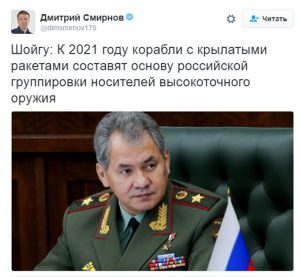 Дмитрий Смирнов
@dimsmirnov175
Читать
Шойгу: К 2021 году корабли с крылатыми
ракетами составят основу российской
группировки носителей высокоточного
оружия